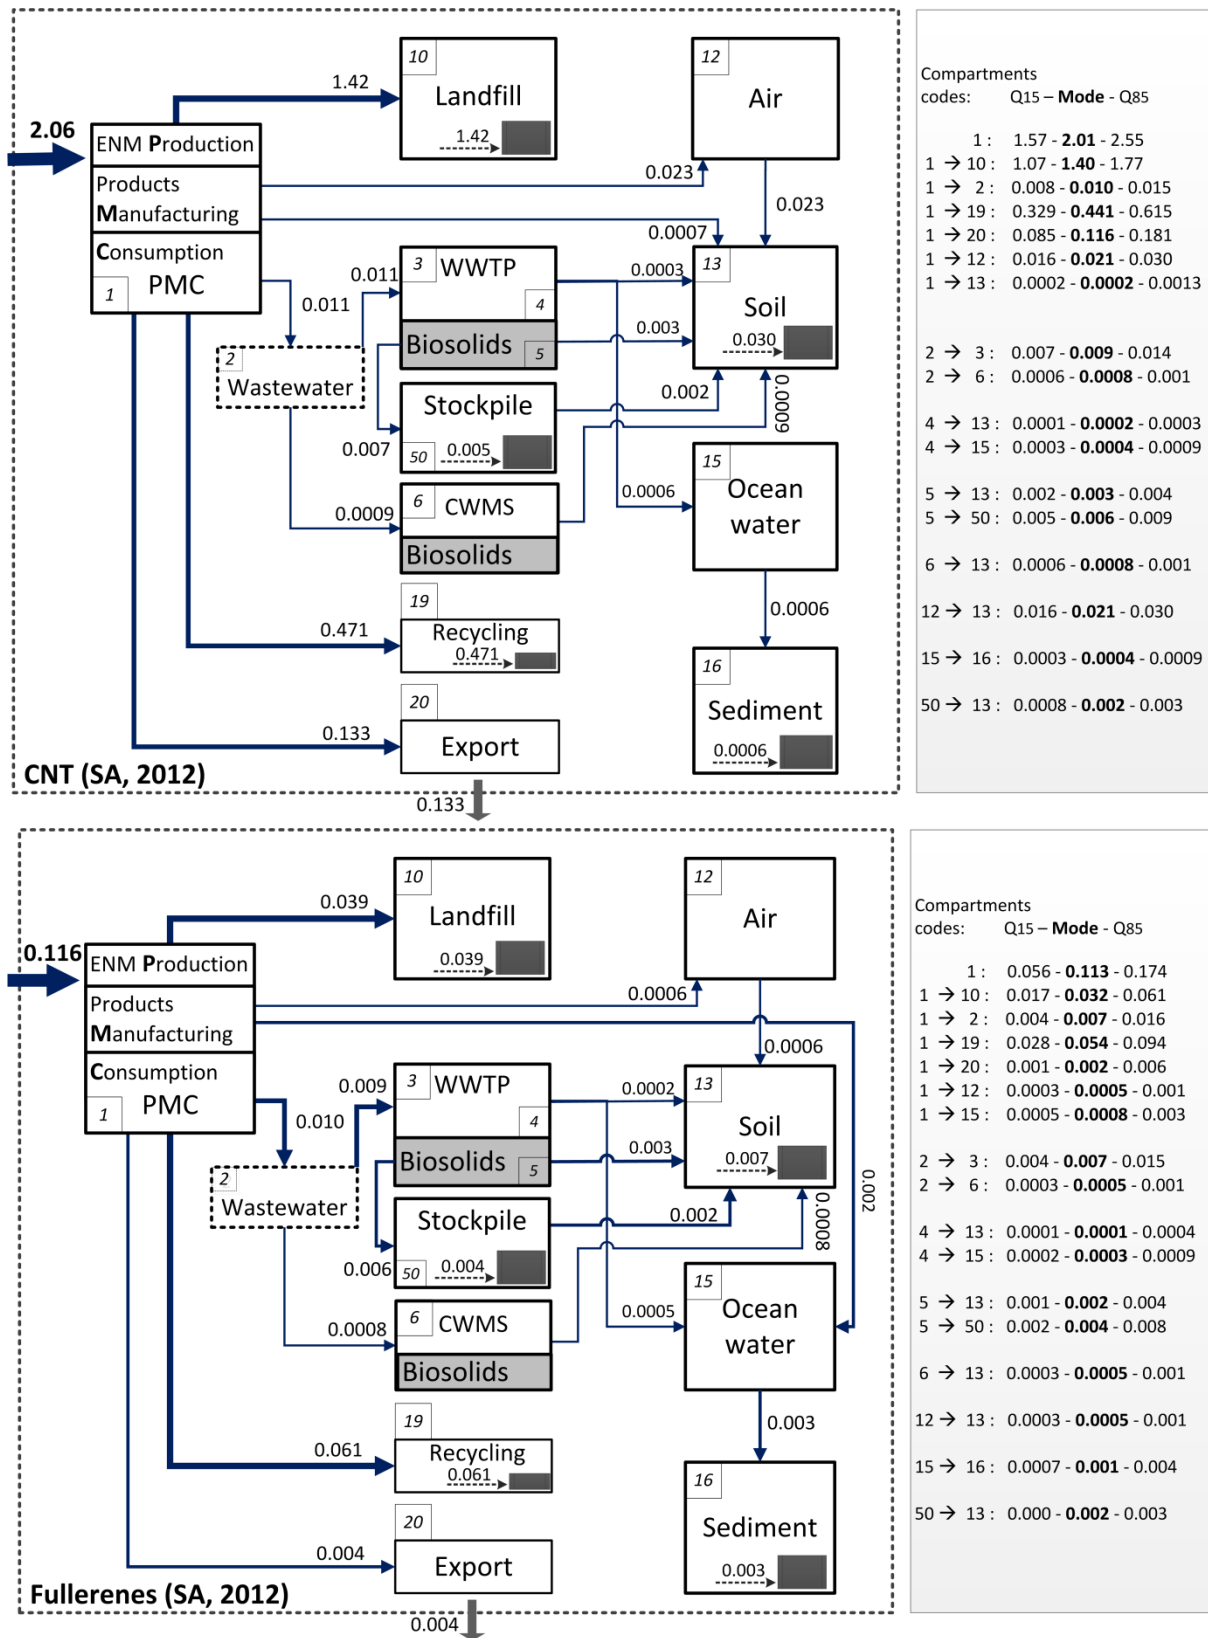 10
12
1.42
Landfill
Air
2.06
ENM Production
1.42
0.023
Products
Manufacturing
0.023
0.0007
Consumption
PMC
1
0.011
0.011
3
WWTP
4
0.0003
13
Soil
0.030
2
Wastewater
Biosolids
5
0.003
Stockpile
0.002
0.0009
0.007
50
0.005
15
Ocean
water
6
CWMS
0.0009
0.0006
Biosolids
19
0.0006
Recycling
0.471
0.471
16
Sediment
20
0.133
Export
0.0006
CNT (SA, 2012)
0.133
Compartments
codes: Q15 – Mode - Q85
1 : 1.57 - 2.01 - 2.55
1 → 10 : 1.07 - 1.40 - 1.77
1 → 2 : 0.008 - 0.010 - 0.015
1 → 19 : 0.329 - 0.441 - 0.615
1 → 20 : 0.085 - 0.116 - 0.181
1 → 12 : 0.016 - 0.021 - 0.030
1 → 13 : 0.0002 - 0.0002 - 0.0013
2 → 3 : 0.007 - 0.009 - 0.014
2 → 6 : 0.0006 - 0.0008 - 0.001
4 → 13 : 0.0001 - 0.0002 - 0.0003
4 → 15 : 0.0003 - 0.0004 - 0.0009
5 → 13 : 0.002 - 0.003 - 0.004
5 → 50 : 0.005 - 0.006 - 0.009
6 → 13 : 0.0006 - 0.0008 - 0.001
12 → 13 : 0.016 - 0.021 - 0.030
15 → 16 : 0.0003 - 0.0004 - 0.0009
50 → 13 : 0.0008 - 0.002 - 0.003
10
12
0.039
Landfill
Air
0.116
ENM Production
0.039
0.0006
Products
Manufacturing
0.0006
Consumption
PMC
1
0.010
0.009
3
WWTP
4
0.0002
13
Soil
0.007
2
Wastewater
Biosolids
5
0.003
0.002
Stockpile
0.002
0.0008
0.006
50
0.004
15
Ocean
water
6
CWMS
0.0008
0.0005
Biosolids
19
0.003
Recycling
0.061
0.061
16
Sediment
20
0.004
Export
0.003
Fullerenes (SA, 2012)
0.004
Compartments
codes: Q15 – Mode - Q85
1 : 0.056 - 0.113 - 0.174
1 → 10 : 0.017 - 0.032 - 0.061
1 → 2 : 0.004 - 0.007 - 0.016
1 → 19 : 0.028 - 0.054 - 0.094
1 → 20 : 0.001 - 0.002 - 0.006
1 → 12 : 0.0003 - 0.0005 - 0.001
1 → 15 : 0.0005 - 0.0008 - 0.003
2 → 3 : 0.004 - 0.007 - 0.015
2 → 6 : 0.0003 - 0.0005 - 0.001
4 → 13 : 0.0001 - 0.0001 - 0.0004
4 → 15 : 0.0002 - 0.0003 - 0.0009
5 → 13 : 0.001 - 0.002 - 0.004
5 → 50 : 0.002 - 0.004 - 0.008
6 → 13 : 0.0003 - 0.0005 - 0.001
12 → 13 : 0.0003 - 0.0005 - 0.001
15 → 16 : 0.0007 - 0.001 - 0.004
50 → 13 : 0.000 - 0.002 - 0.003